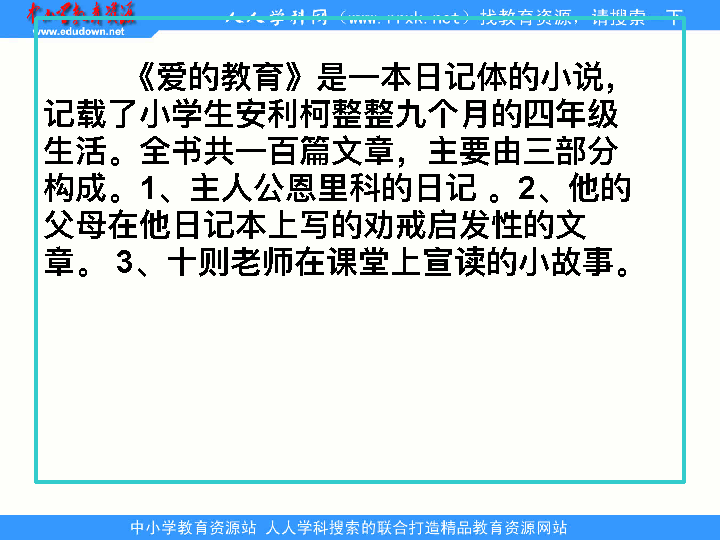 中小学教育资源站
www.edudown.net
人人学科网（www.rrxk.net）找教育资源，请搜索一下
《爱的教育》是一本日记体的小说，
记载了小学生安利柯整整九个月的四年级
生活。全书共一百篇文章，主要由三部分
构成。1、主人公恩里科的日记 。2、他的
父母在他日记本上写的劝戒启发性的文
章。 3、十则老师在课堂上宣读的小故事。
中小学教育资源站 人人学科搜索的联合打造精品教育资源网站